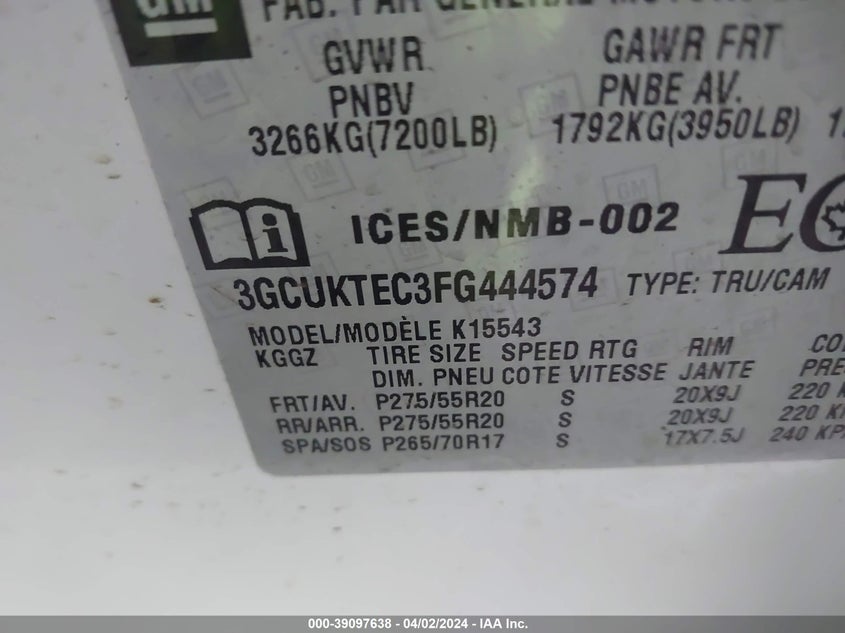 GM
FAB. PAR GENERAL MOTORS
GVWR GAWR FRT
PNBV PNBE AV.
3266KG(7200LB) 1792KG(3950LB)
ICES/NMB-002
3GCUKTEC3FG444574 TYPE: TRU/CAM
MODEL/MODÈLE K15543
KGGZ TIRE SIZE SPEED RTG RIM
DIM. PNEU COTE VITESSE JANTE
FRT/AV. P275/55R20 S 20X9J 220
RR/ARR. P275/55R20 S 20X9J 220
SPA/SOS P265/70R17 S 17X7.5J 240
000-39097638 - 04/02/2024 - IAA Inc.